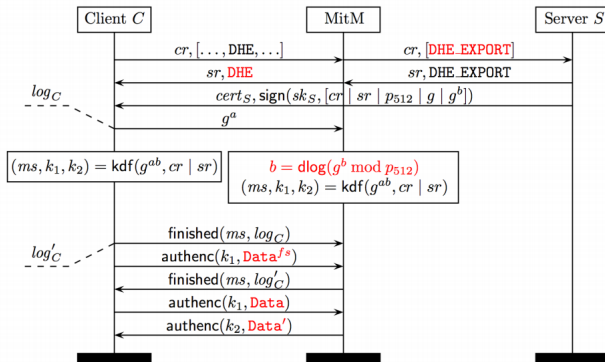 Client C MitM Server S
cr, [..., DHE, ...] cr, [DHE_EXPORT]
sr, DHE sr, DHE_EXPORT
log_C cert_S, sign(sk_S, [cr | sr | p_512 | g | g^b])
g^a
(ms, k_1, k_2) = kdf(g^{ab}, cr | sr) b = dlog(g^b mod p_512)
(ms, k_1, k_2) = kdf(g^{ab}, cr | sr)
finished(ms, log_C)
log'_C authenc(k_1, Data^{fs})
finished(ms, log'_C)
authenc(k_1, Data)
authenc(k_2, Data')